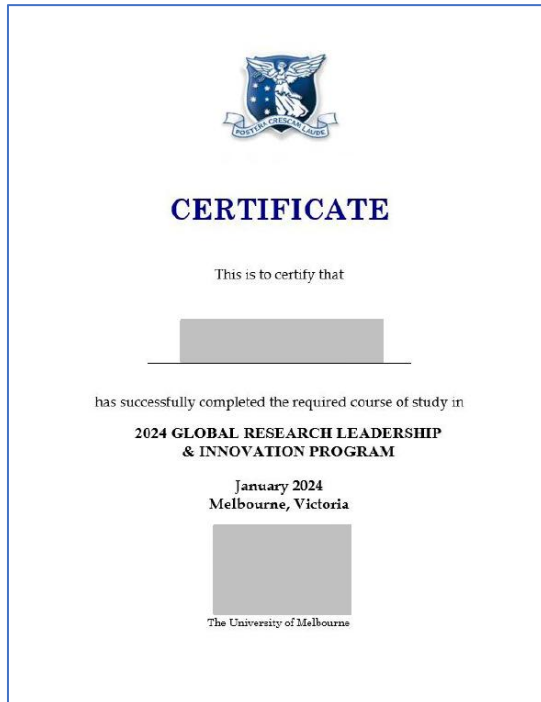 POSTERA CRESCAM LAUDE
CERTIFICATE
This is to certify that
has successfully completed the required course of study in
2024 GLOBAL RESEARCH LEADERSHIP
& INNOVATION PROGRAM
January 2024
Melbourne, Victoria
The University of Melbourne